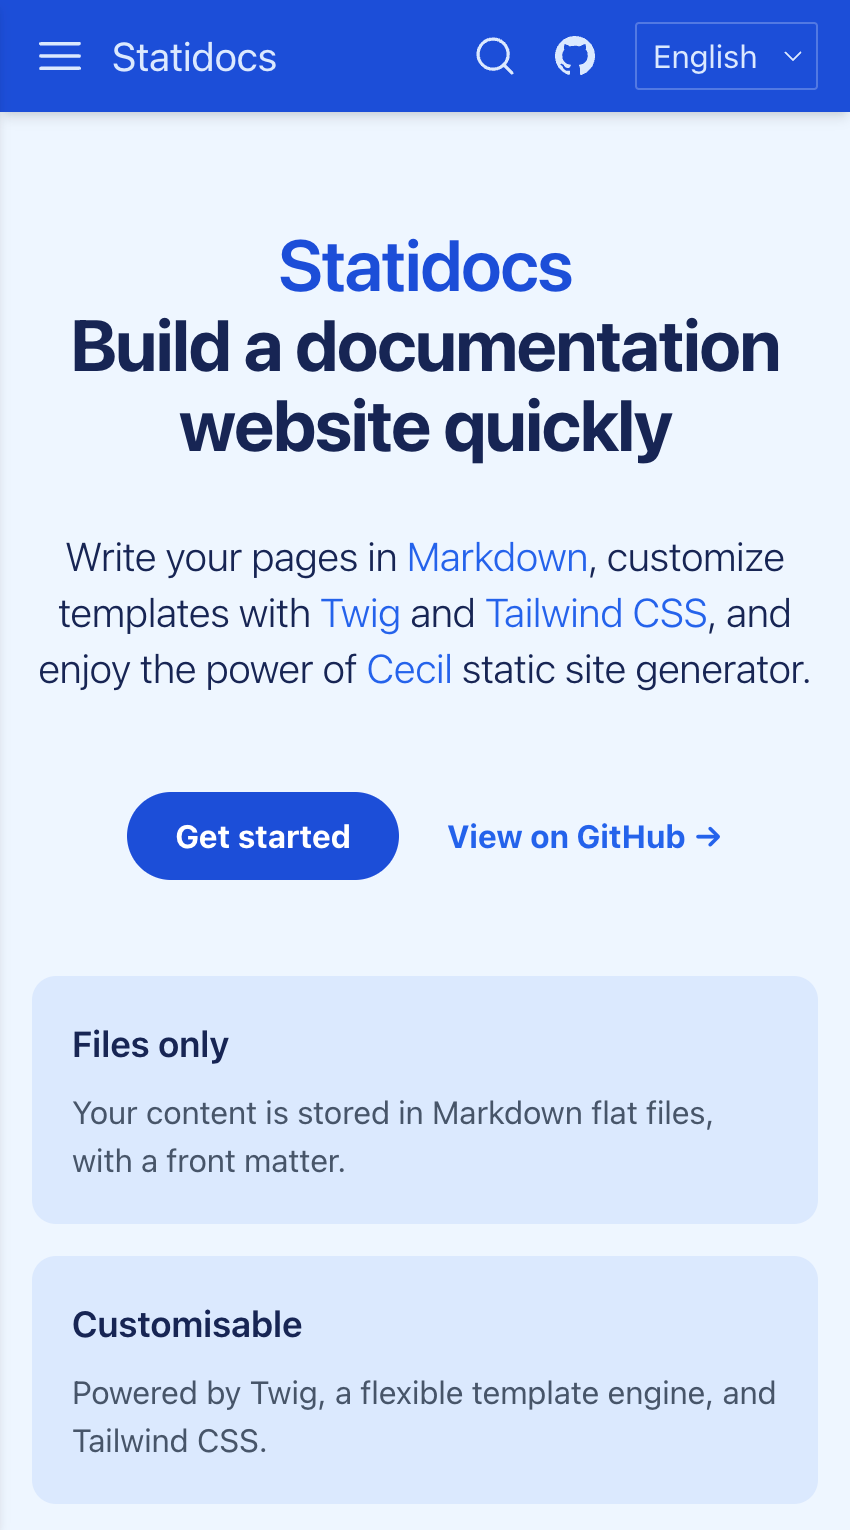 Statidocs
English
Statidocs
Build a documentation
website quickly
Write your pages in Markdown, customize
templates with Twig and Tailwind CSS, and
enjoy the power of Cecil static site generator.
Get started
View on GitHub →
Files only
Your content is stored in Markdown flat files,
with a front matter.
Customisable
Powered by Twig, a flexible template engine, and
Tailwind CSS.